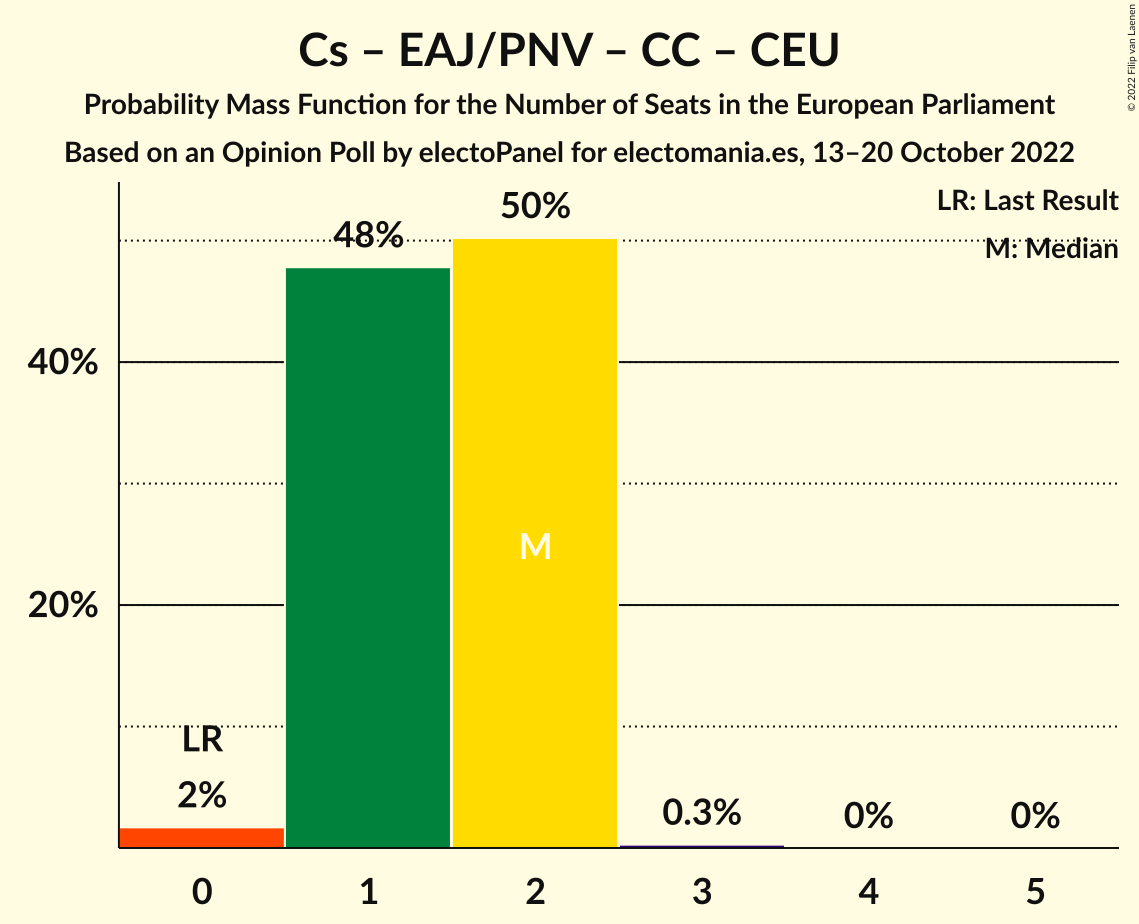 Cs – EAJ/PNV – CC – CEU
Probability Mass Function for the Number of Seats in the European Parliament
Based on an Opinion Poll by electoPanel for electomania.es, 13–20 October 2022
© 2022 Filip van Laenen
LR: Last Result
M: Median
50%
48%
40%
20%
M
LR
2%
0.3%
0%
0%
0
1
2
3
4
5